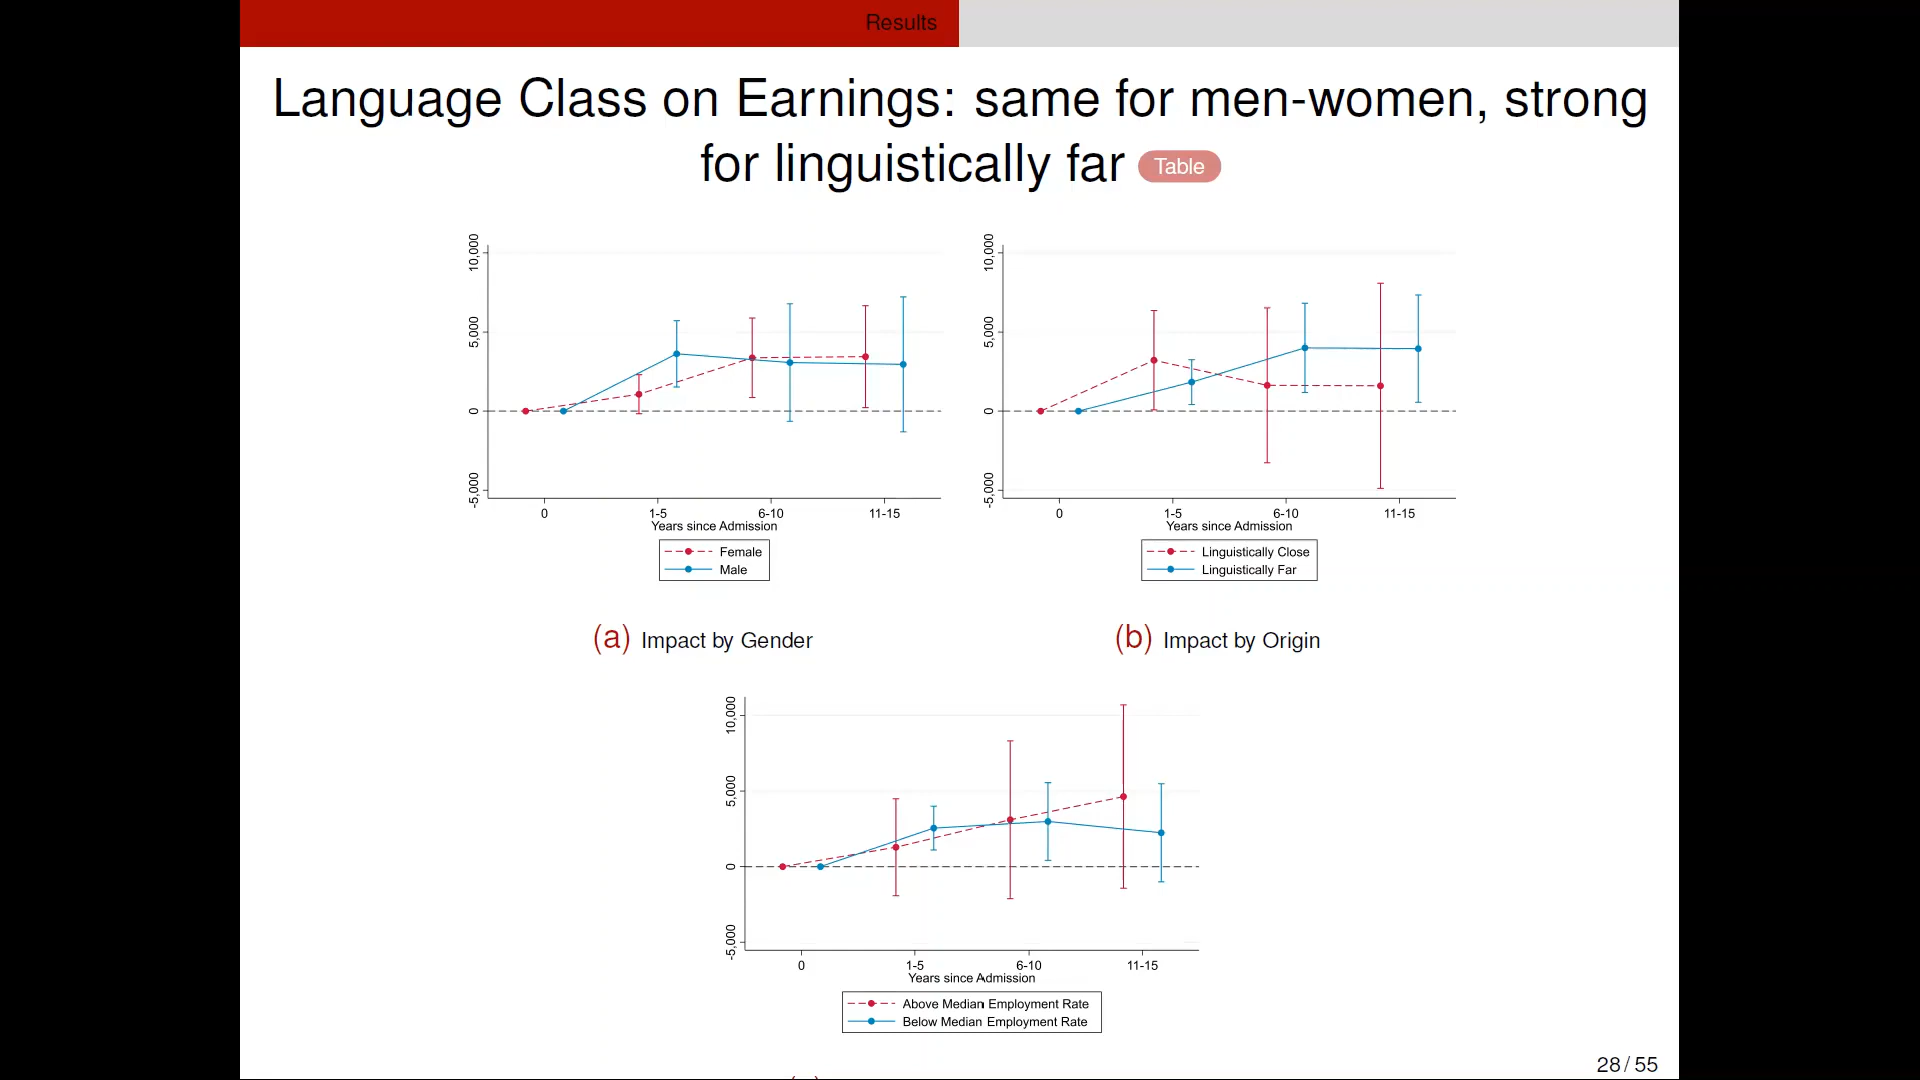 Results
Language Class on Earnings: same for men-women, strong
for linguistically far Table
10,000
5,000
0
-5,000
0 1-5 6-10 11-15
Years since Admission
Female
Male
(a) Impact by Gender
10,000
5,000
0
-5,000
0 1-5 6-10 11-15
Years since Admission
Linguistically Close
Linguistically Far
(b) Impact by Origin
10,000
5,000
0
-5,000
0 1-5 6-10 11-15
Years since Admission
Above Median Employment Rate
Below Median Employment Rate
28 / 55